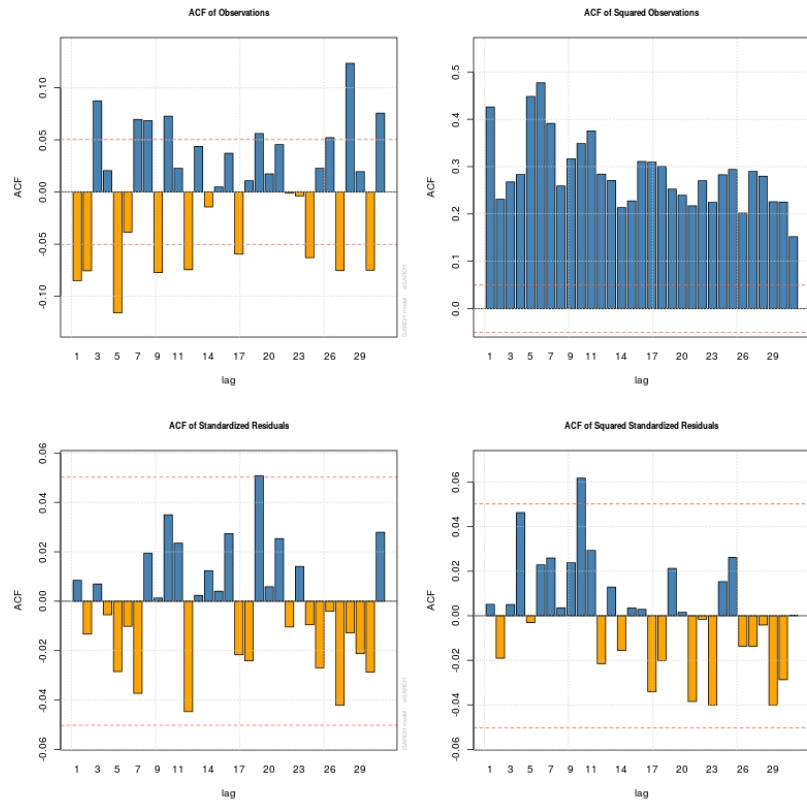 ACF of Observations
ACF
0.10
0.05
0.00
-0.05
-0.10
1 3 5 7 9 11 14 17 20 23 26 29
lag
GARCH model
ACF of Squared Observations
ACF
0.5
0.4
0.3
0.2
0.1
0.0
1 3 5 7 9 11 14 17 20 23 26 29
lag
ACF of Standardized Residuals
ACF
0.06
0.04
0.02
0.00
-0.02
-0.04
-0.06
1 3 5 7 9 11 14 17 20 23 26 29
lag
GARCH model
ACF of Squared Standardized Residuals
ACF
0.06
0.04
0.02
0.00
-0.02
-0.04
-0.06
1 3 5 7 9 11 14 17 20 23 26 29
lag